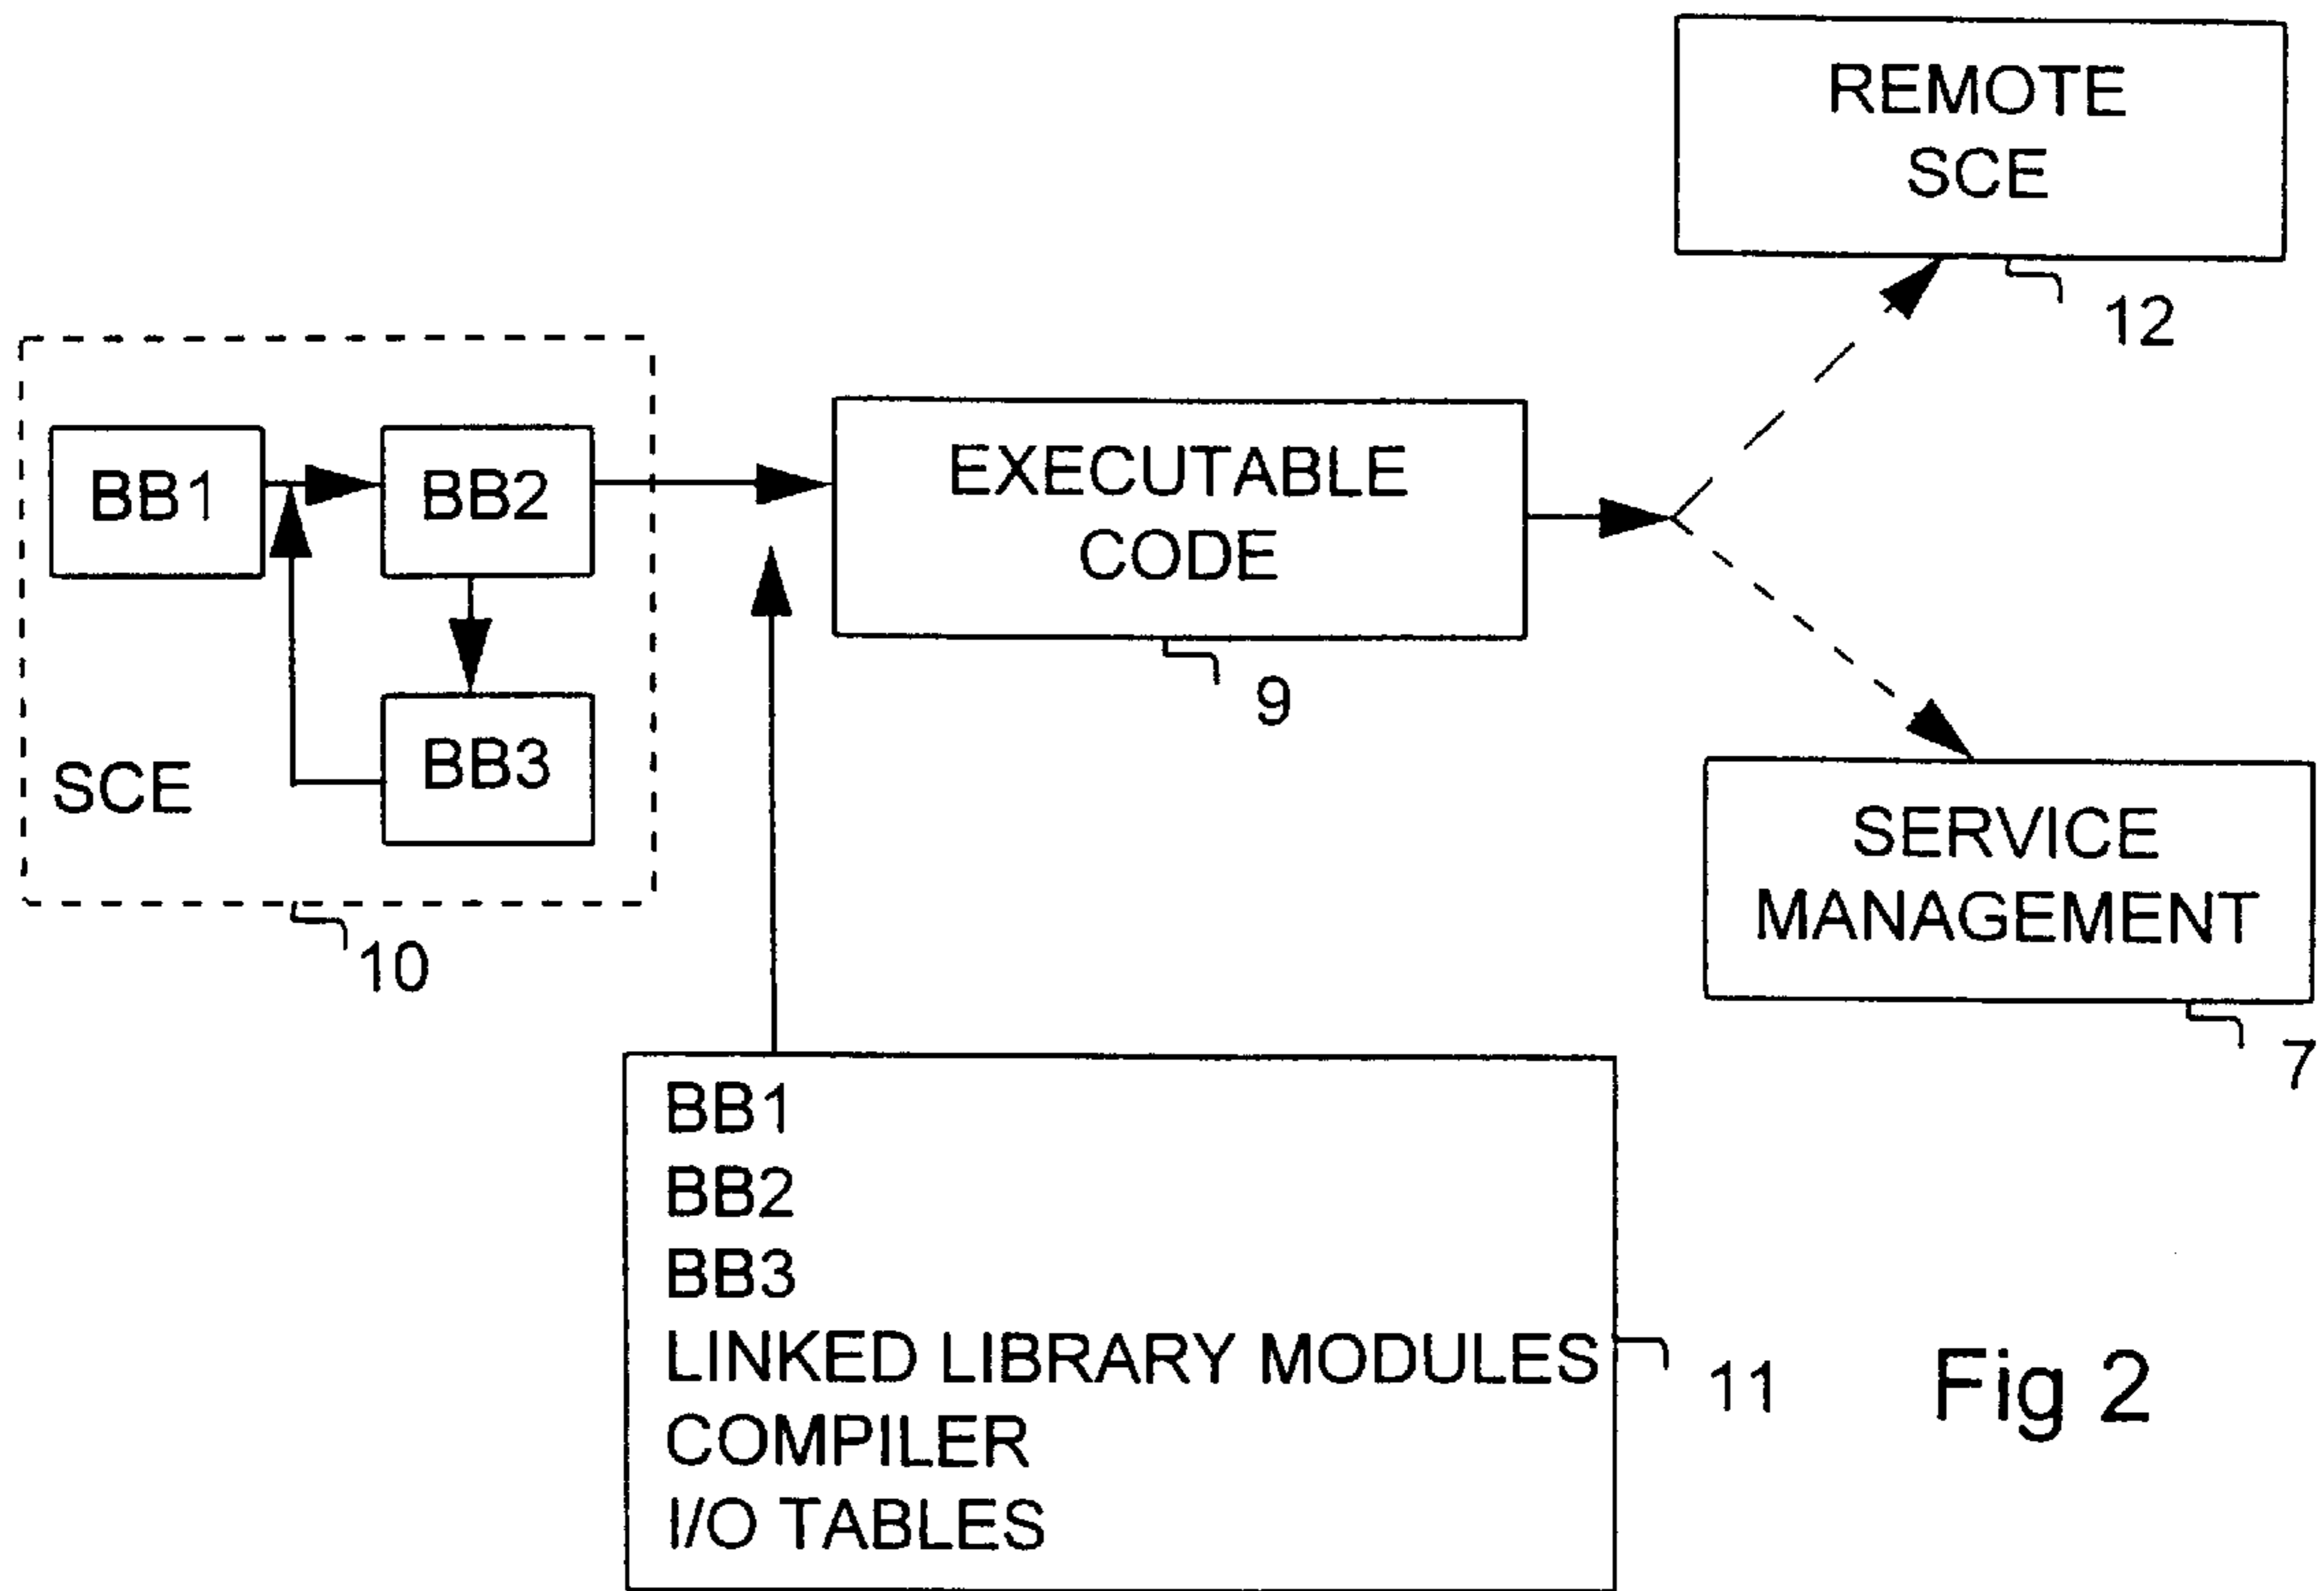 REMOTE
SCE
12
BB1
BB2
EXECUTABLE
CODE
9
BB3
SCE
10
SERVICE
MANAGEMENT
7
BB1
BB2
BB3
LINKED LIBRARY MODULES
COMPILER
I/O TABLES
11
Fig 2